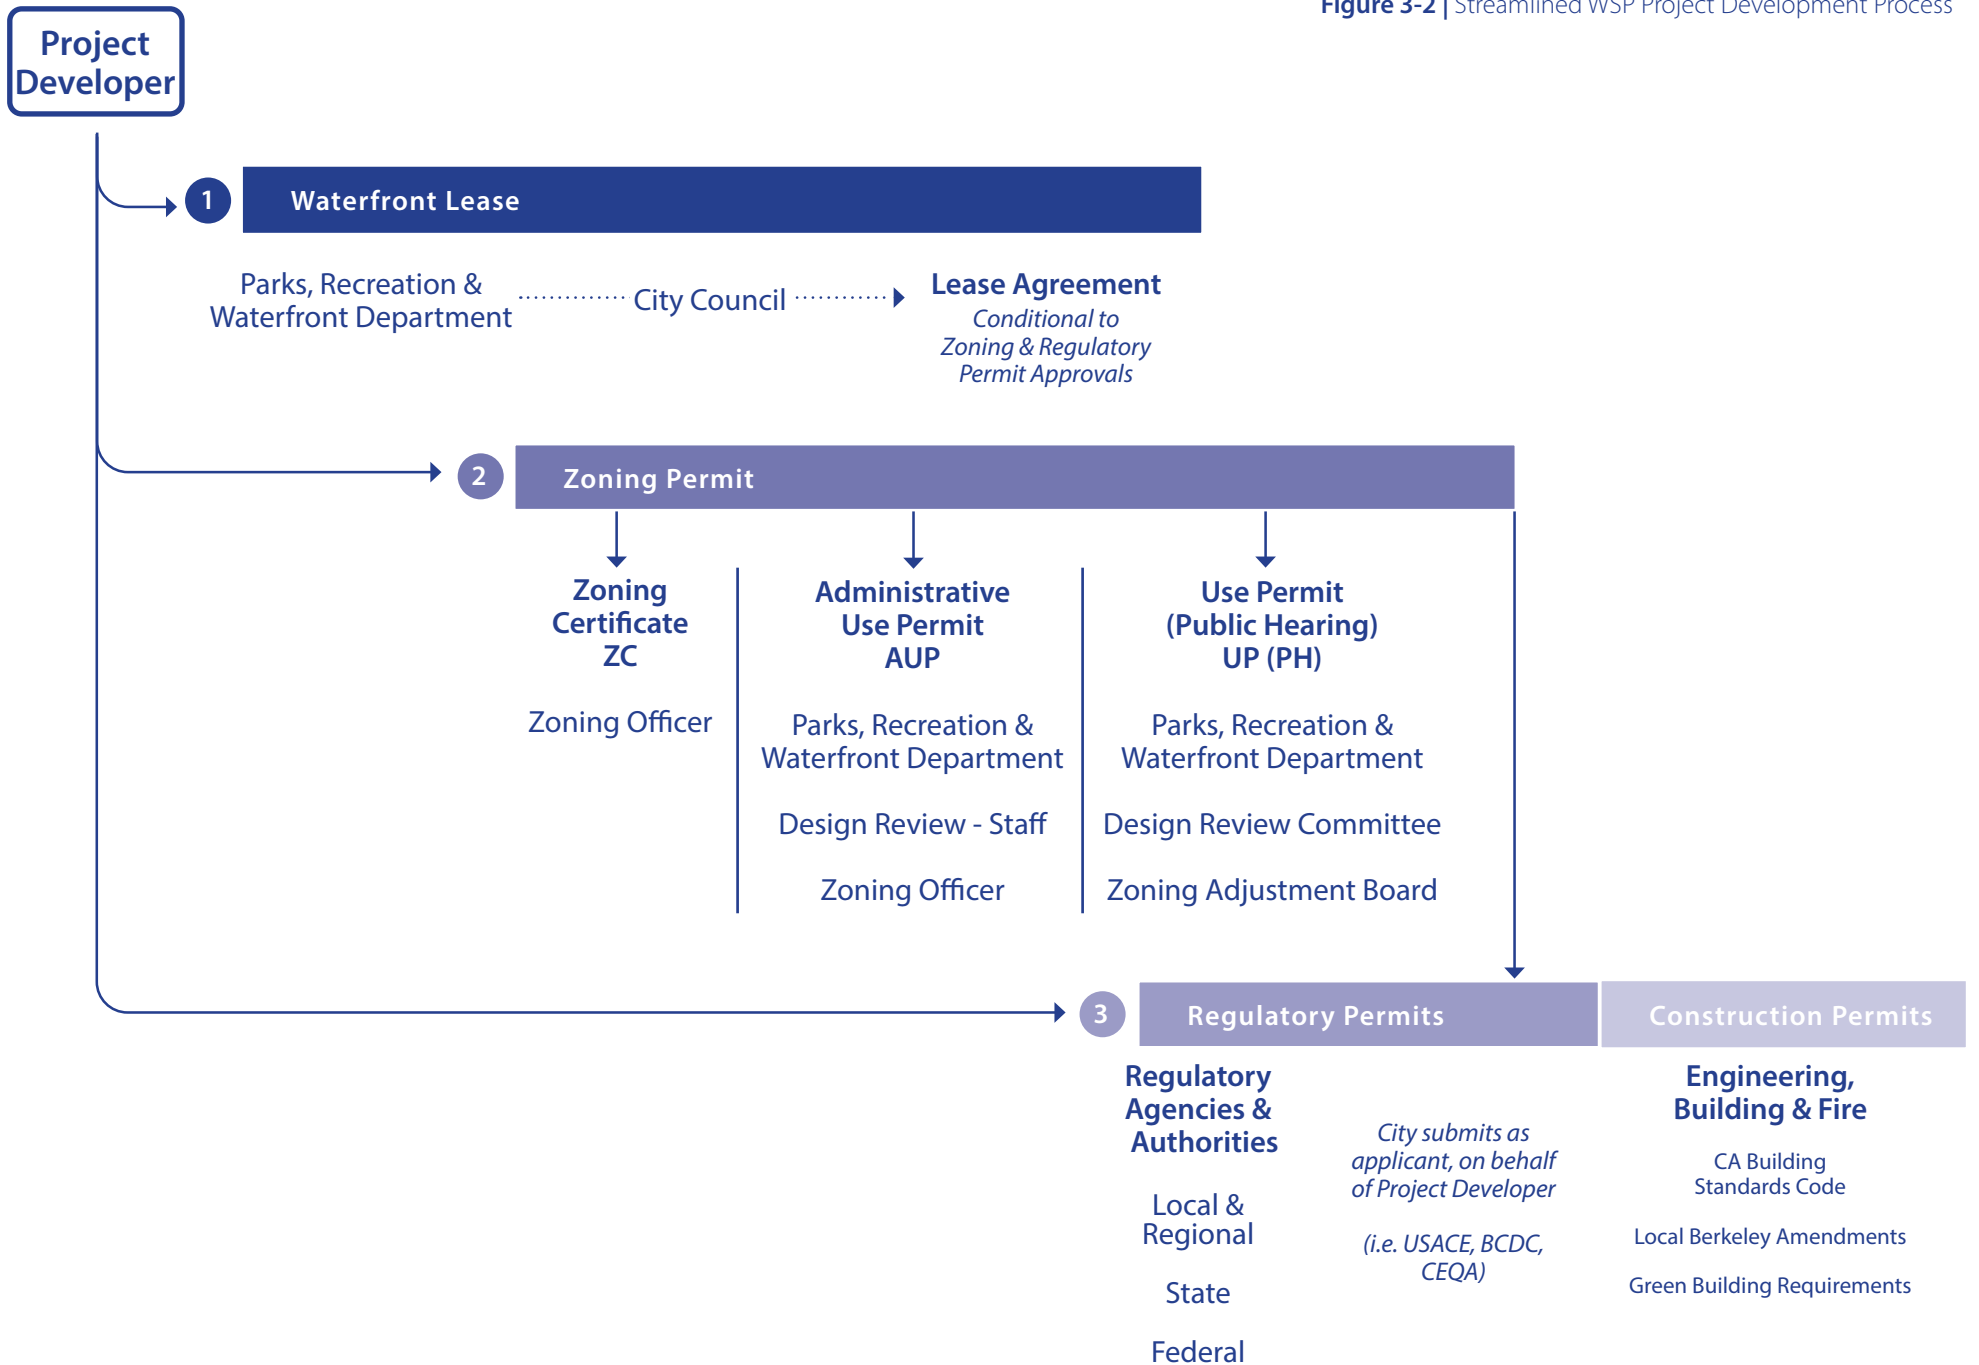 Figure 3-2 | Streamlined WSP Project Development Process
Project
Developer
1
Waterfront Lease
Parks, Recreation &
Waterfront Department
City Council
Lease Agreement
Conditional to
Zoning & Regulatory
Permit Approvals
2
Zoning Permit
Zoning
Certificate
ZC
Zoning Officer
Administrative
Use Permit
AUP
Parks, Recreation &
Waterfront Department
Design Review - Staff
Zoning Officer
Use Permit
(Public Hearing)
UP (PH)
Parks, Recreation &
Waterfront Department
Design Review Committee
Zoning Adjustment Board
3
Regulatory Permits
Regulatory
Agencies &
Authorities
Local &
Regional
State
Federal
City submits as
applicant, on behalf
of Project Developer
(i.e. USACE, BCDC,
CEQA)
Construction Permits
Engineering,
Building & Fire
CA Building
Standards Code
Local Berkeley Amendments
Green Building Requirements